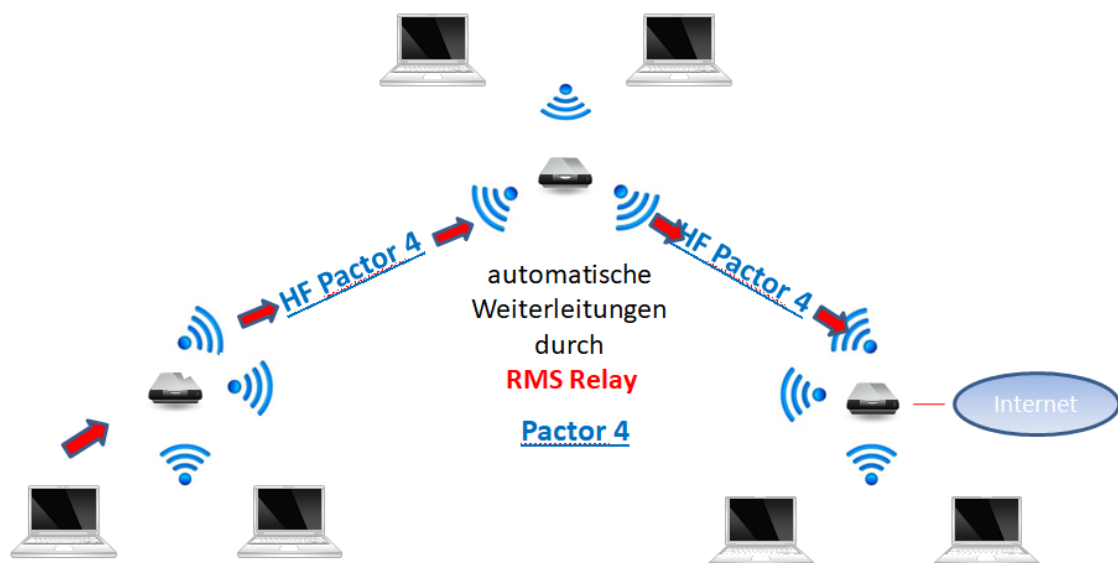 HF Pactor 4
HF Pactor 4
automatische
Weiterleitungen
durch
RMS Relay
Pactor 4
Internet